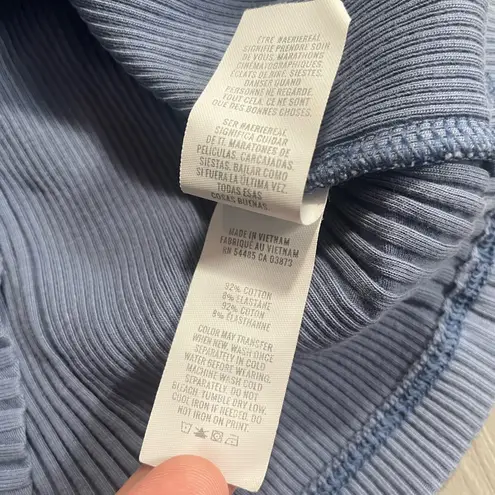 ÊTRE #AERIEREAL
SIGNIFIE PRENDRE SOIN
DE VOUS, MARATHONS
CINÉMATOGRAPHIQUES,
ÉCLATS DE RIRE, SIESTES,
DANSER QUAND
PERSONNE NE REGARDE.
TOUT CELA, CE NE SONT
QUE DES BONNES CHOSES.
SER #AERIEREAL
SIGNIFICA CUIDAR
DE TI, MARATONES DE
PELÍCULAS, CARCAJADAS,
SIESTAS, BAILAR COMO
SI FUERA LA ÚLTIMA VEZ.
TODAS ESAS
COSAS BUENAS.
MADE IN VIETNAM
FABRIQUÉ AU VIETNAM
RN 54485 CA 03873
92% COTTON
8% ELASTANE
92% COTON
8% ÉLASTHANNE
COLOR MAY TRANSFER
WHEN NEW. WASH ONCE
SEPARATELY IN COLD
WATER BEFORE WEARING.
MACHINE WASH COLD
SEPARATELY. DO NOT
BLEACH. TUMBLE DRY LOW.
COOL IRON IF NEEDED. DO
NOT IRON ON PRINT.